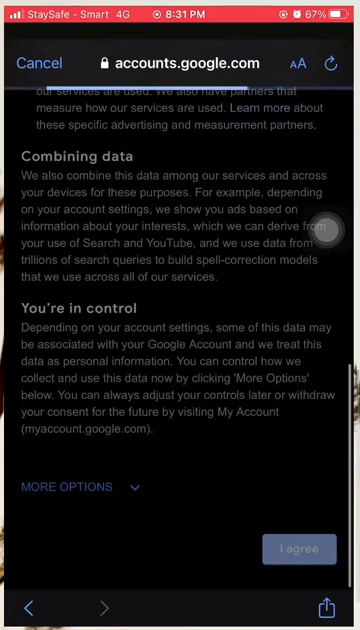 StaySafe - Smart 4G 8:31 PM 67%
Cancel accounts.google.com AA
our services are used. We also have partners that
measure how our services are used. Learn more about
these specific advertising and measurement partners.
Combining data
We also combine this data among our services and across
your devices for these purposes. For example, depending
on your account settings, we show you ads based on
information about your interests, which we can derive from
your use of Search and YouTube, and we use data from
trillions of search queries to build spell-correction models
that we use across all of our services.
You're in control
Depending on your account settings, some of this data may
be associated with your Google Account and we treat this
data as personal information. You can control how we
collect and use this data now by clicking 'More Options'
below. You can always adjust your controls later or withdraw
your consent for the future by visiting My Account
(myaccount.google.com).
MORE OPTIONS
I agree